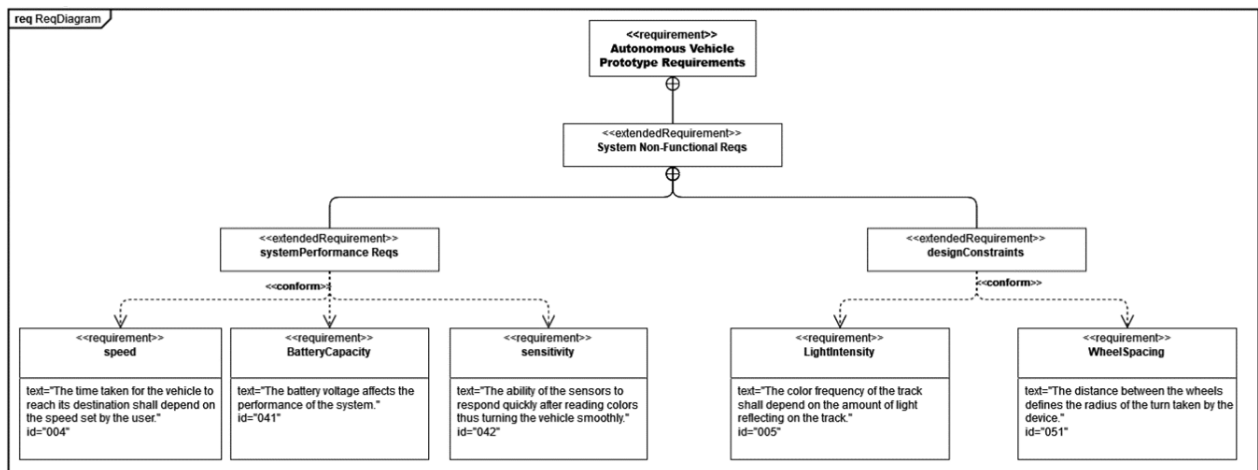 req ReqDiagram
<<requirement>>
Autonomous Vehicle
Prototype Requirements
<<extendedRequirement>>
System Non-Functional Reqs
<<extendedRequirement>>
systemPerformance Reqs
<<extendedRequirement>>
designConstraints
<<conform>>
<<conform>>
<<requirement>>
speed
text="The time taken for the vehicle to
reach its destination shall depend on
the speed set by the user."
id="004"
<<requirement>>
BatteryCapacity
text="The battery voltage affects the
performance of the system."
id="041"
<<requirement>>
sensitivity
text="The ability of the sensors to
respond quickly after reading colors
thus turning the vehicle smoothly."
id="042"
<<requirement>>
LightIntensity
text="The color frequency of the track
shall depend on the amount of light
reflecting on the track."
id="005"
<<requirement>>
WheelSpacing
text="The distance between the wheels
defines the radius of the turn taken by the
device."
id="051"